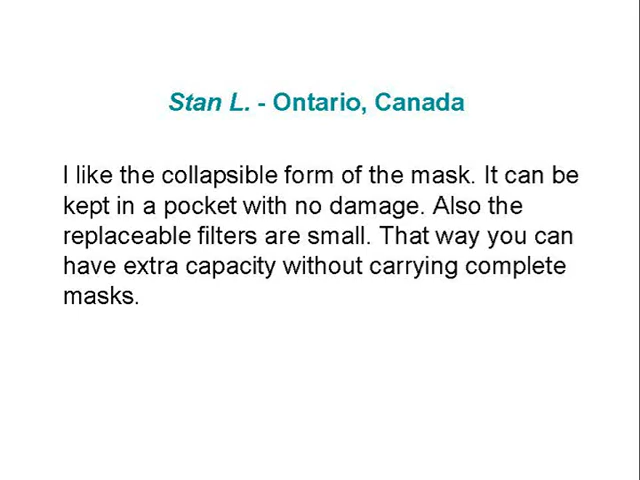 Stan L. - Ontario, Canada
I like the collapsible form of the mask. It can be
kept in a pocket with no damage. Also the
replaceable filters are small. That way you can
have extra capacity without carrying complete
masks.